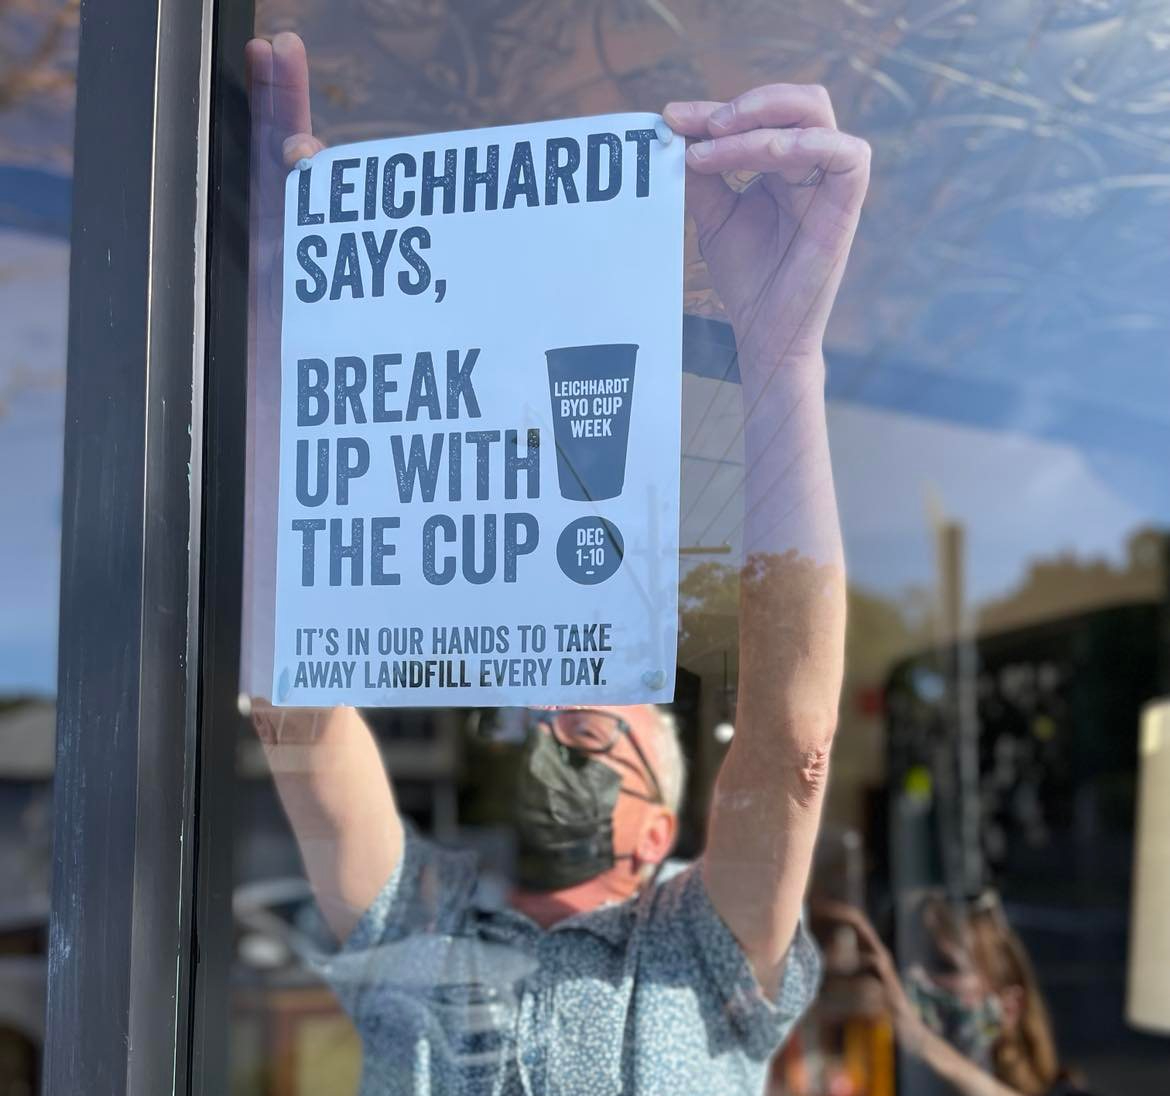 LEICHHARDT
SAYS,
BREAK
UP WITH
THE CUP
LEICHHARDT
BYO CUP
WEEK
DEC
1-10
IT'S IN OUR HANDS TO TAKE
AWAY LANDFILL EVERY DAY.